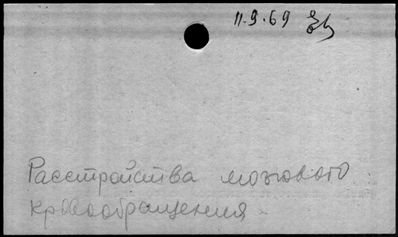 11.9.69
Расстройства мозгового
кровообращения